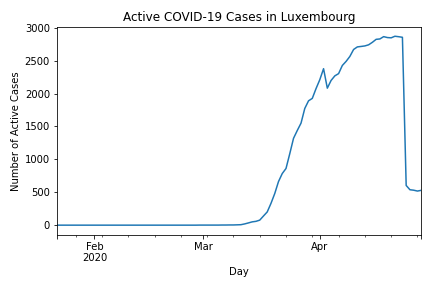 Active COVID-19 Cases in Luxembourg
3000
2500
2000
1500
1000
500
0
Number of Active Cases
Feb
2020
Mar
Apr
Day